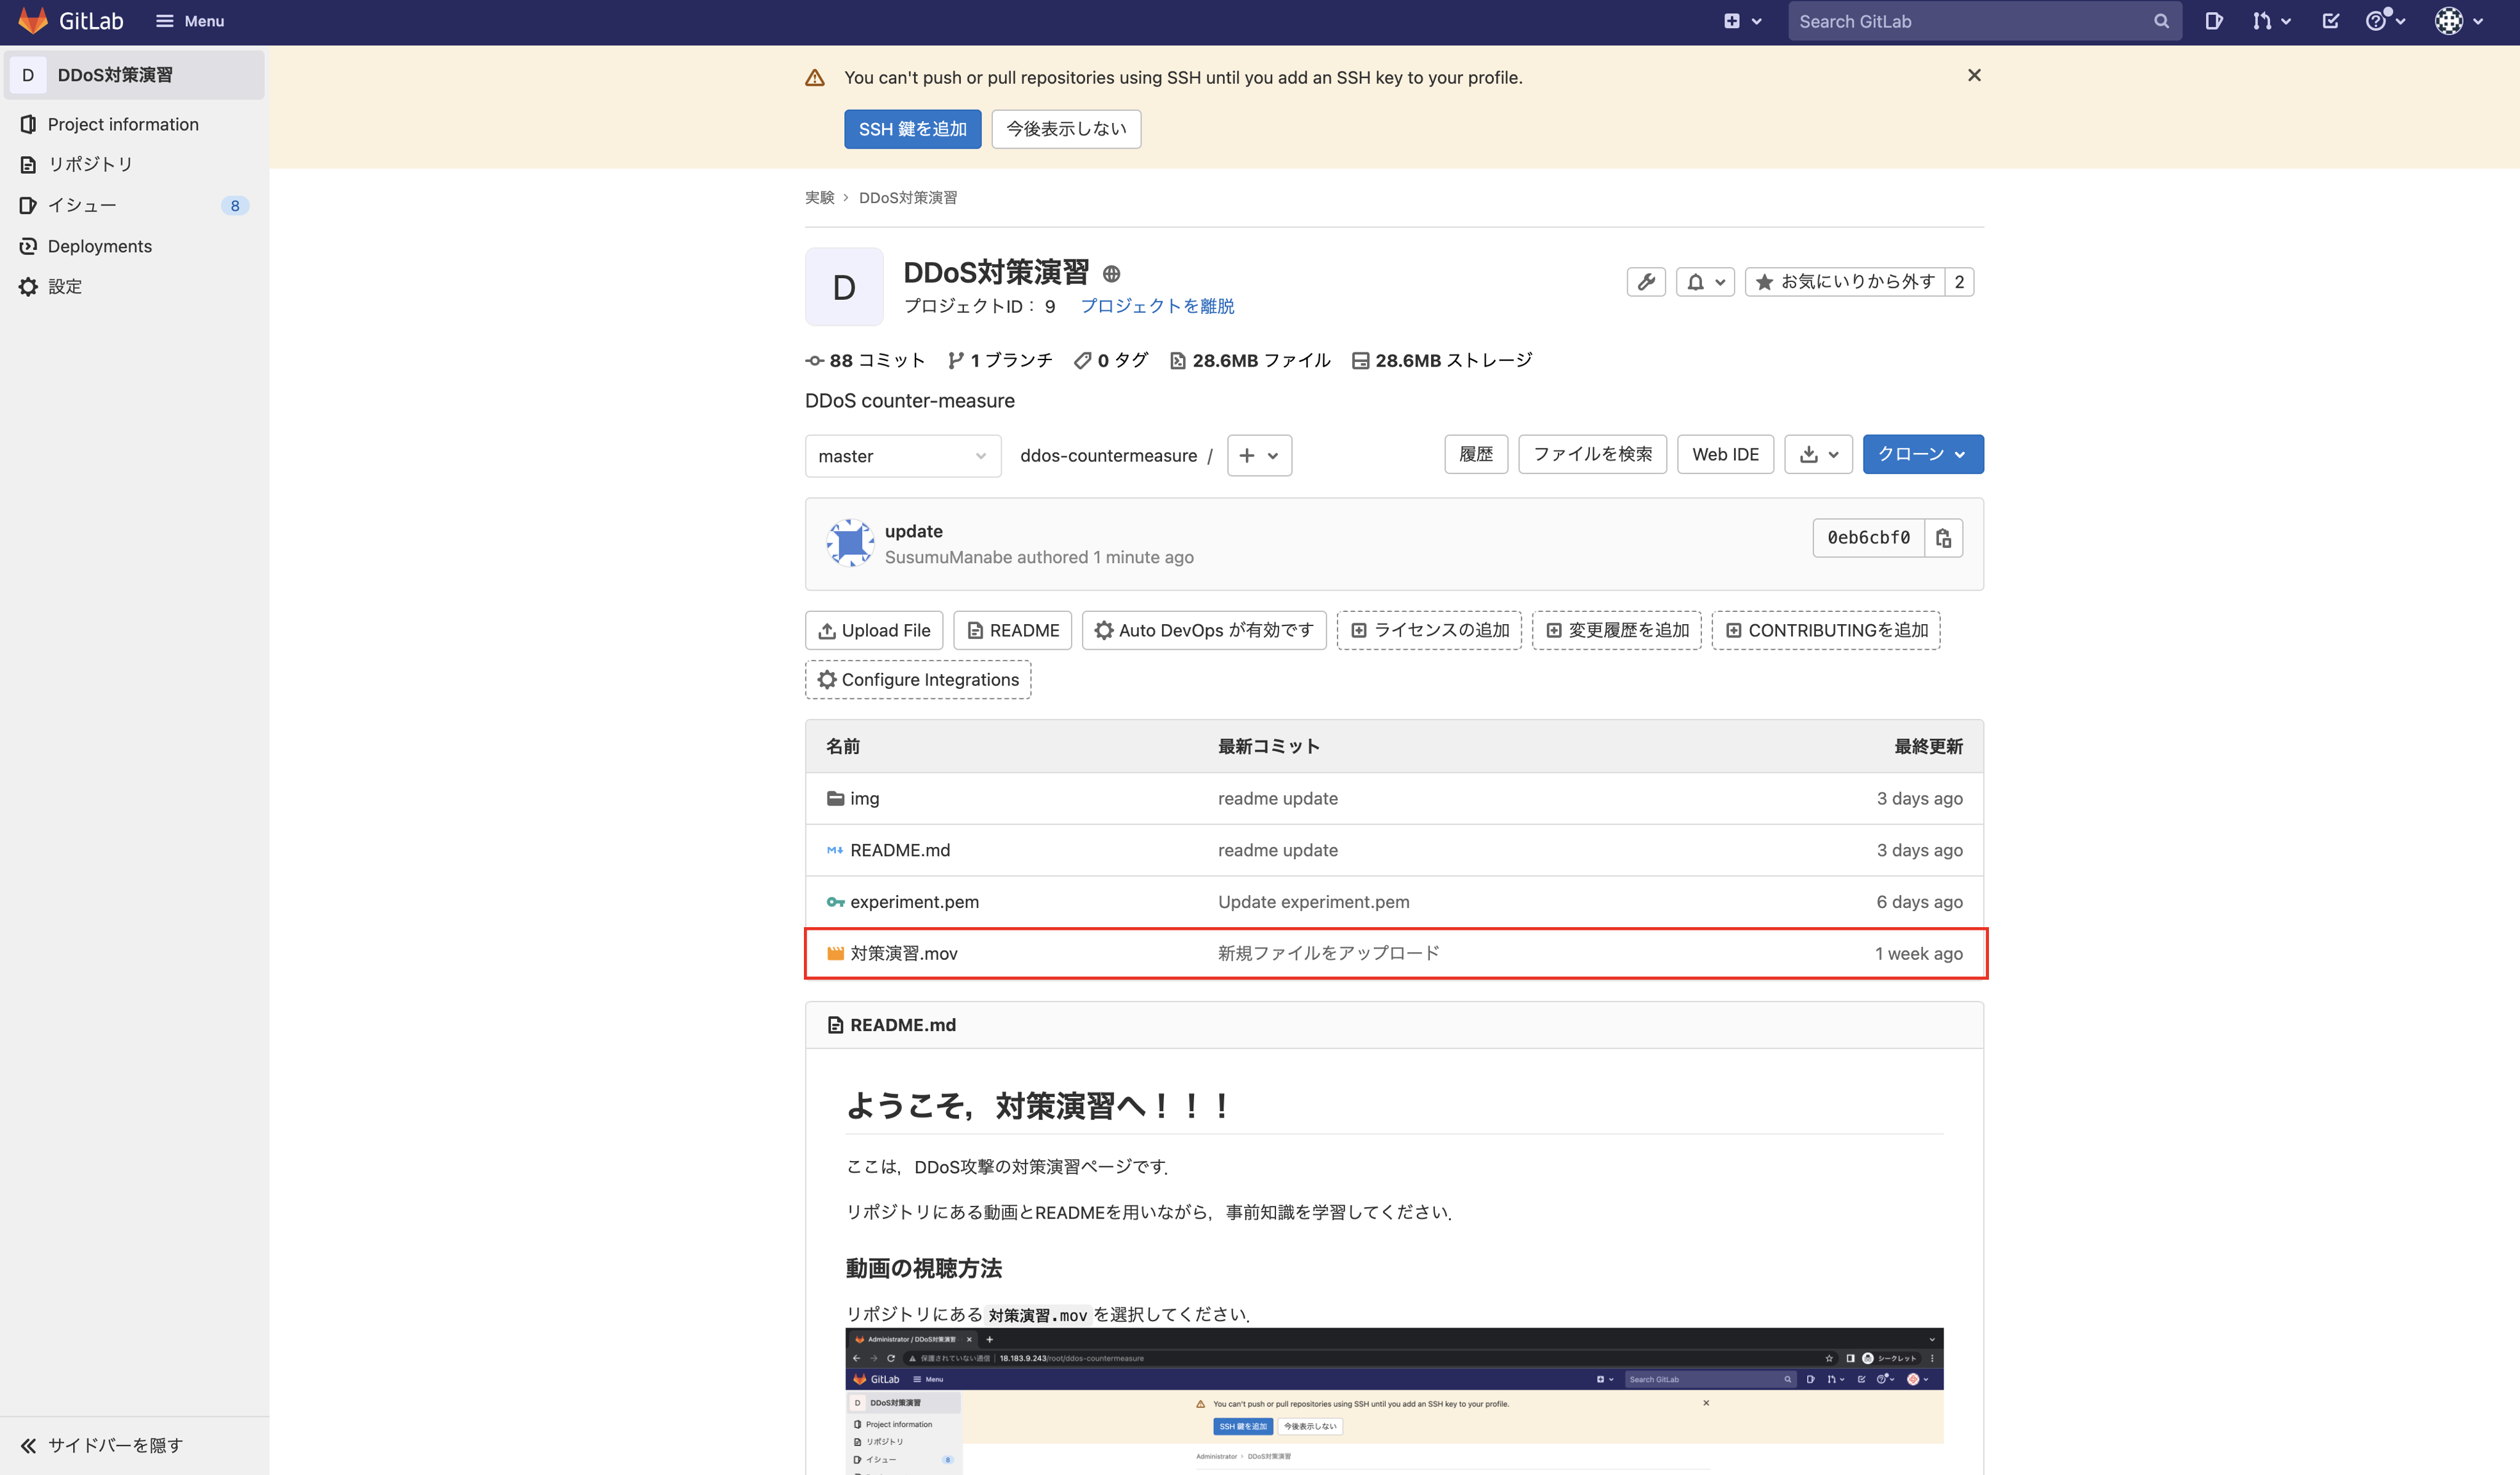 GitLab Menu Search GitLab
D DDoS対策演習
Project information
リポジトリ
イシュー 8
Deployments
設定
サイドバーを隠す
You can't push or pull repositories using SSH until you add an SSH key to your profile.
SSH 鍵を追加 今後表示しない
実験 > DDoS対策演習
D
DDoS対策演習
プロジェクトID： 9 プロジェクトを離脱
お気にいりから外す 2
88 コミット 1 ブランチ 0 タグ 28.6MB ファイル 28.6MB ストレージ
DDoS counter-measure
master ddos-countermeasure / 履歴 ファイルを検索 Web IDE クローン
update
SusumuManabe authored 1 minute ago
0eb6cbf0
Upload File README Auto DevOps が有効です ライセンスの追加 変更履歴を追加 CONTRIBUTINGを追加
Configure Integrations
名前 最新コミット 最終更新
img readme update 3 days ago
README.md readme update 3 days ago
experiment.pem Update experiment.pem 6 days ago
対策演習.mov 新規ファイルをアップロード 1 week ago
README.md
ようこそ，対策演習へ！！！
ここは，DDoS攻撃の対策演習ページです．
リポジトリにある動画とREADMEを用いながら，事前知識を学習してください．
動画の視聴方法
リポジトリにある 対策演習.mov を選択してください．
Administrator / DDoS対策演習
保護されていない通信 18.183.9.243/root/ddos-countermeasure シークレット
GitLab Menu Search GitLab
D DDoS対策演習
Project information
リポジトリ
イシュー 8
You can't push or pull repositories using SSH until you add an SSH key to your profile.
SSH 鍵を追加 今後表示しない
Administrator > DDoS対策演習